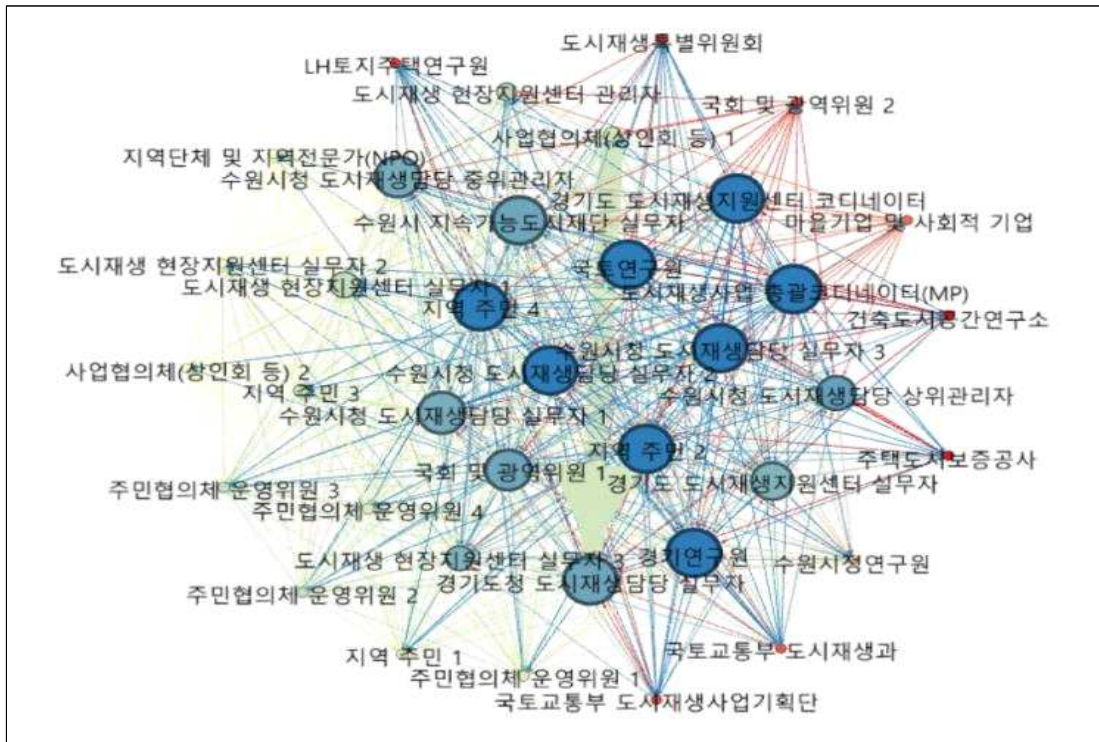 도시재생특별위원회
LH토지주택연구원
도시재생 현장지원센터 관리자
국회 및 광역위원 2
사업협의체(상인회 등) 1
지역단체 및 지역전문가(NPO)
수원시청 도시재생담당 중위관리자
경기도 도시재생지원센터 코디네이터
수원시 지속가능도시재단 실무자
마을기업 및 사회적 기업
도시재생 현장지원센터 실무자 2
국토연구원
도시재생 현장지원센터 실무자 1
도시재생사업 총괄코디네이터(MP)
지역 주민 4
건축도시공간연구소
수원시청 도시재생담당 실무자 3
사업협의체(상인회 등) 2
수원시청 도시재생담당 실무자 2
지역 주민 3
수원시청 도시재생담당 상위관리자
수원시청 도시재생담당 실무자 1
지역 주민 2
주택도시보증공사
국회 및 광역위원 1
경기도 도시재생지원센터 실무자
주민협의체 운영위원 3
주민협의체 운영위원 4
도시재생 현장지원센터 실무자 3
경기연구원
수원시정연구원
경기도청 도시재생담당 실무자
주민협의체 운영위원 2
지역 주민 1
국토교통부 도시재생과
주민협의체 운영위원 1
국토교통부 도시재생사업기획단